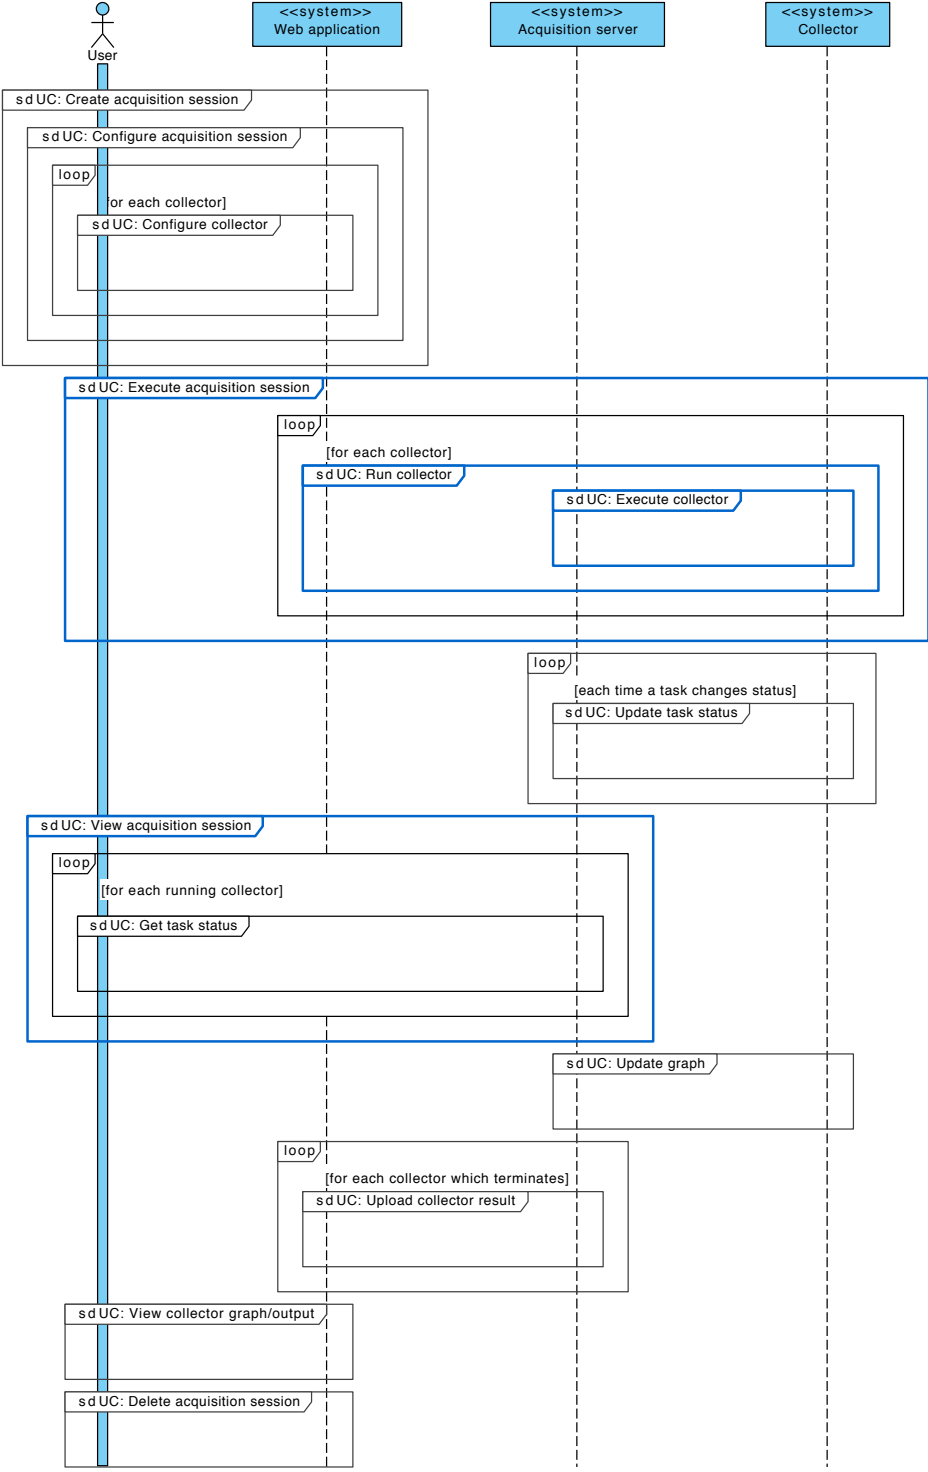 <<system>>
Web application
<<system>>
Acquisition server
<<system>>
Collector
User
sd UC: Create acquisition session
sd UC: Configure acquisition session
loop
for each collector]
sd UC: Configure collector
sd UC: Execute acquisition session
loop
[for each collector]
sd UC: Run collector
sd UC: Execute collector
loop
[each time a task changes status]
sd UC: Update task status
sd UC: View acquisition session
loop
[for each running collector]
sd UC: Get task status
sd UC: Update graph
loop
[for each collector which terminates]
sd UC: Upload collector result
sd UC: View collector graph/output
sd UC: Delete acquisition session